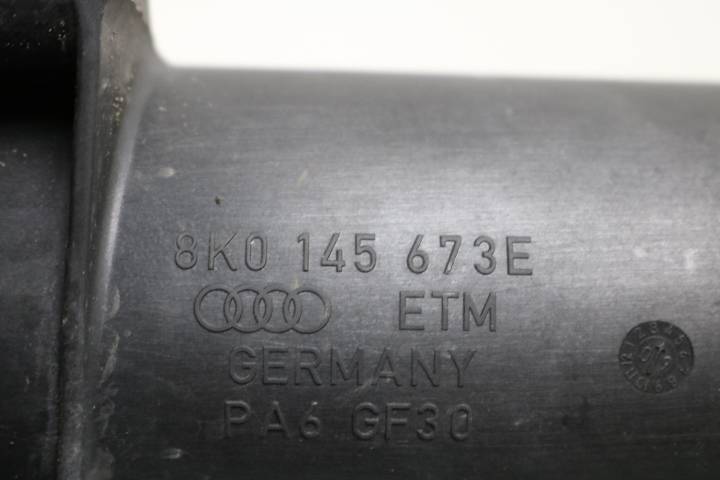 8K0 145 673E
ETM
GERMANY
PA6 GF30